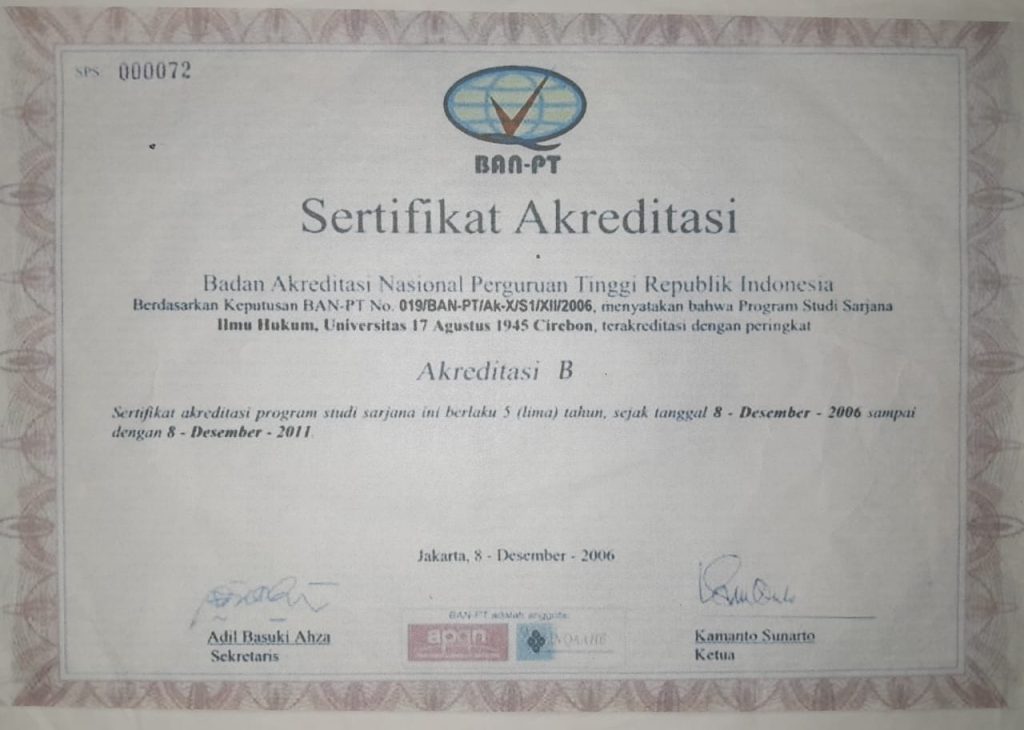 SPS 000072
BAN-PT
Sertifikat Akreditasi
Badan Akreditasi Nasional Perguruan Tinggi Republik Indonesia
Berdasarkan Keputusan BAN-PT No. 019/BAN-PT/Ak-X/S1/XII/2006, menyatakan bahwa Program Studi Sarjana
Ilmu Hukum, Universitas 17 Agustus 1945 Cirebon, terakreditasi dengan peringkat
Akreditasi B
Sertifikat akreditasi program studi sarjana ini berlaku 5 (lima) tahun, sejak tanggal 8 - Desember - 2006 sampai
dengan 8 - Desember - 2011.
Jakarta, 8 - Desember - 2006
BAN-PT adalah anggota:
Adil Basuki Ahza
Sekretaris
apqn
Kamanto Sunarto
Ketua